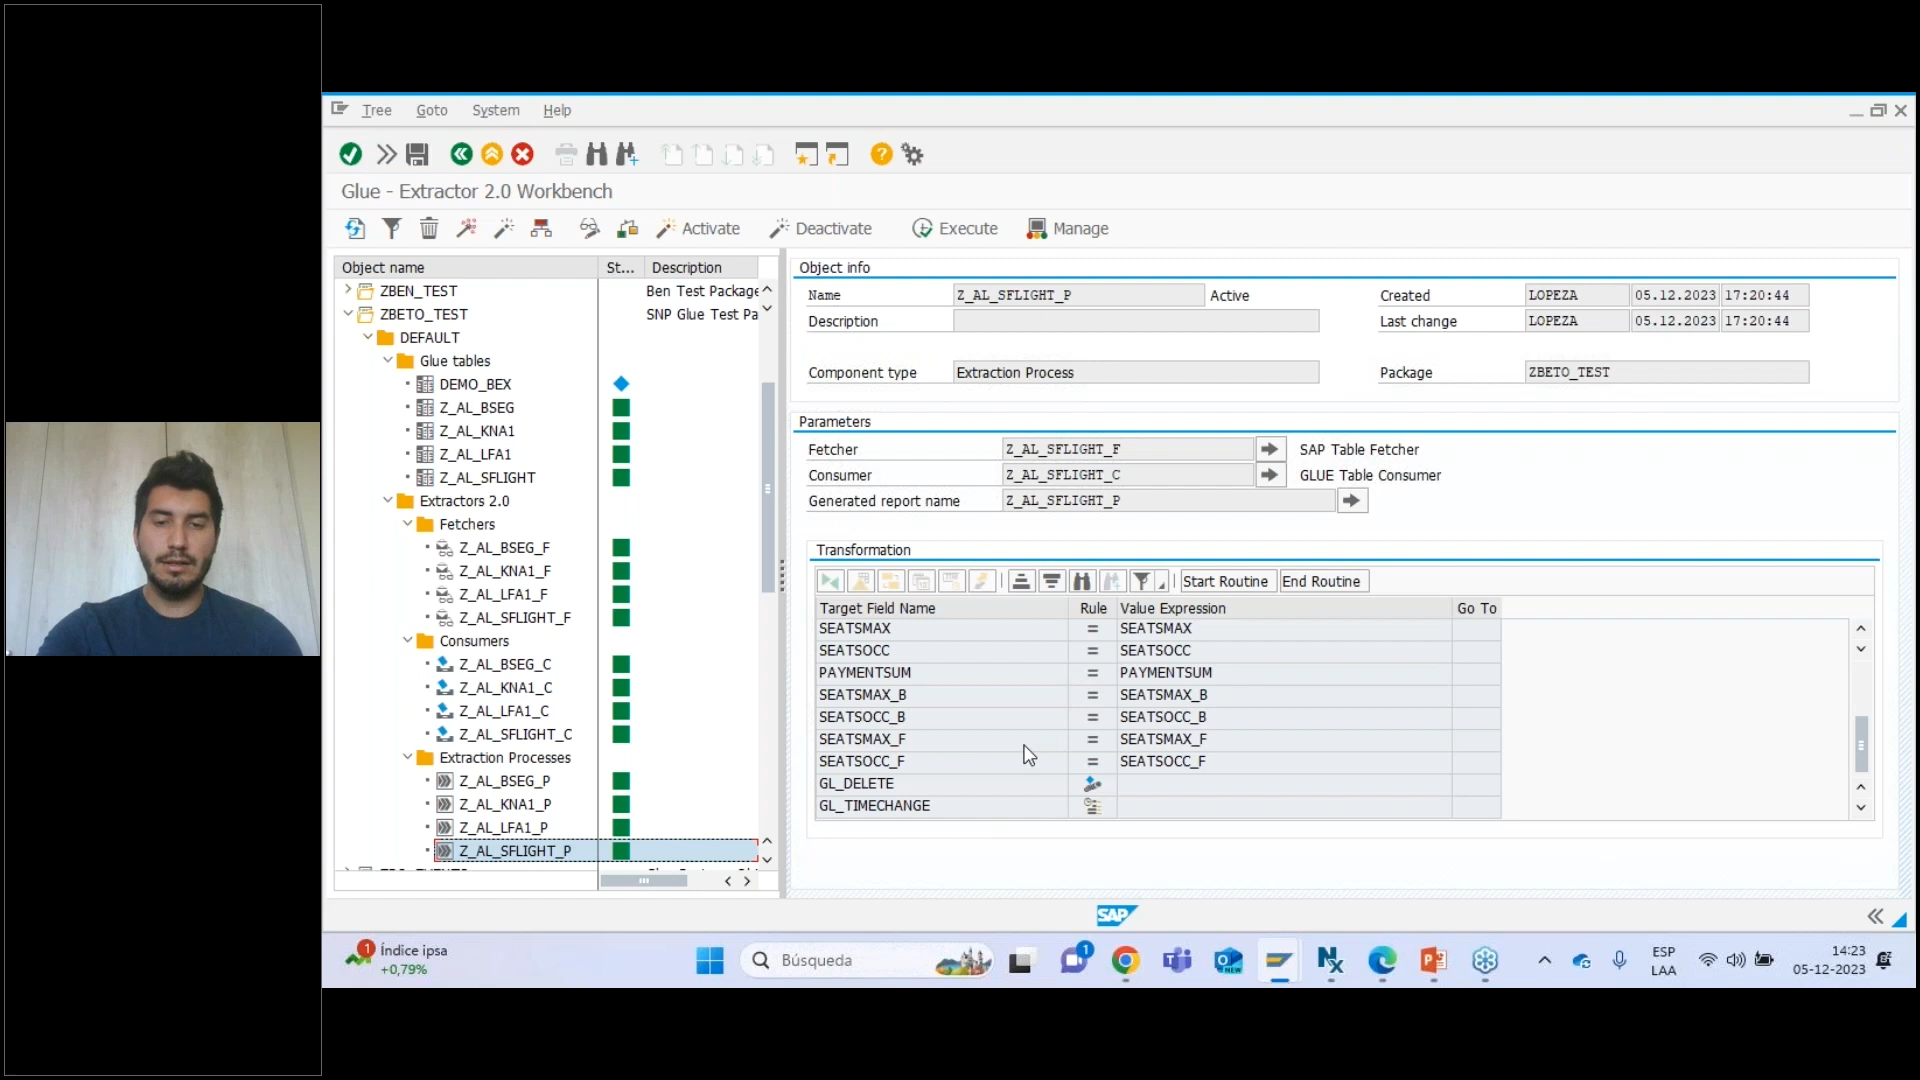 Tree Goto System Help
Glue - Extractor 2.0 Workbench
Activate Deactivate Execute Manage
Object name St... Description
ZBEN_TEST Ben Test Package
ZBETO_TEST SNP Glue Test Pa
DEFAULT
Glue tables
DEMO_BEX
Z_AL_BSEG
Z_AL_KNA1
Z_AL_LFA1
Z_AL_SFLIGHT
Extractors 2.0
Fetchers
Z_AL_BSEG_F
Z_AL_KNA1_F
Z_AL_LFA1_F
Z_AL_SFLIGHT_F
Consumers
Z_AL_BSEG_C
Z_AL_KNA1_C
Z_AL_LFA1_C
Z_AL_SFLIGHT_C
Extraction Processes
Z_AL_BSEG_P
Z_AL_KNA1_P
Z_AL_LFA1_P
Z_AL_SFLIGHT_P
Object info
Name Z_AL_SFLIGHT_P Active Created LOPEZA 05.12.2023 17:20:44
Description Last change LOPEZA 05.12.2023 17:20:44
Component type Extraction Process Package ZBETO_TEST
Parameters
Fetcher Z_AL_SFLIGHT_F SAP Table Fetcher
Consumer Z_AL_SFLIGHT_C GLUE Table Consumer
Generated report name Z_AL_SFLIGHT_P
Transformation
Start Routine End Routine
Target Field Name Rule Value Expression Go To
SEATSMAX = SEATSMAX
SEATSOCC = SEATSOCC
PAYMENTSUM = PAYMENTSUM
SEATSMAX_B = SEATSMAX_B
SEATSOCC_B = SEATSOCC_B
SEATSMAX_F = SEATSMAX_F
SEATSOCC_F = SEATSOCC_F
GL_DELETE
GL_TIMECHANGE
SAP
1 Índice ipsa
+0,79%
Búsqueda
1
NEW
ESP
LAA
14:23
05-12-2023